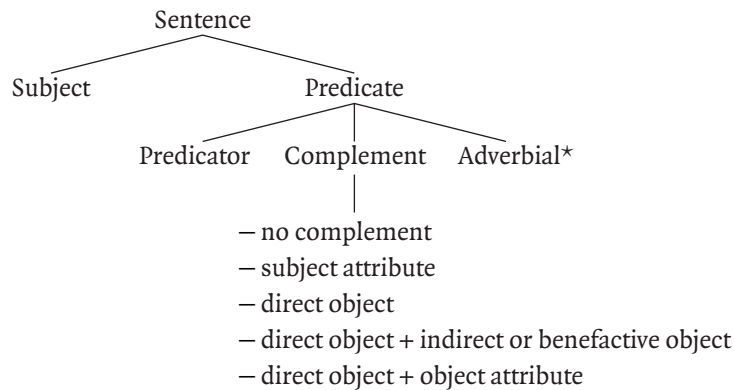 Sentence
Subject Predicate
Predicator Complement Adverbial*
– no complement
– subject attribute
– direct object
– direct object + indirect or benefactive object
– direct object + object attribute